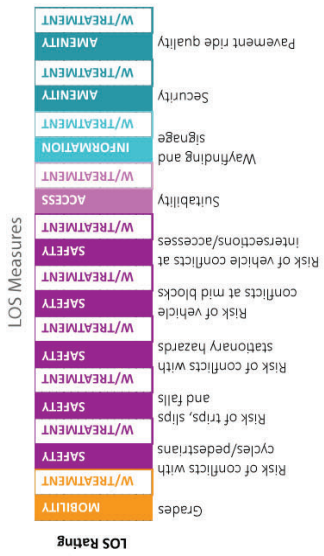 LOS Rating
LOS Measures
Grades
MOBILITY
W/TREATMENT
Risk of conflicts with
cycles/pedestrians
SAFETY
W/TREATMENT
Risk of trips, slips
and falls
SAFETY
W/TREATMENT
Risk of conflicts with
stationary hazards
SAFETY
W/TREATMENT
Risk of vehicle
conflicts at mid blocks
SAFETY
W/TREATMENT
Risk of vehicle conflicts at
intersections/accesses
SAFETY
W/TREATMENT
Suitability
ACCESS
W/TREATMENT
Wayfinding and
signage
INFORMATION
W/TREATMENT
Security
AMENITY
W/TREATMENT
Pavement ride quality
AMENITY
W/TREATMENT